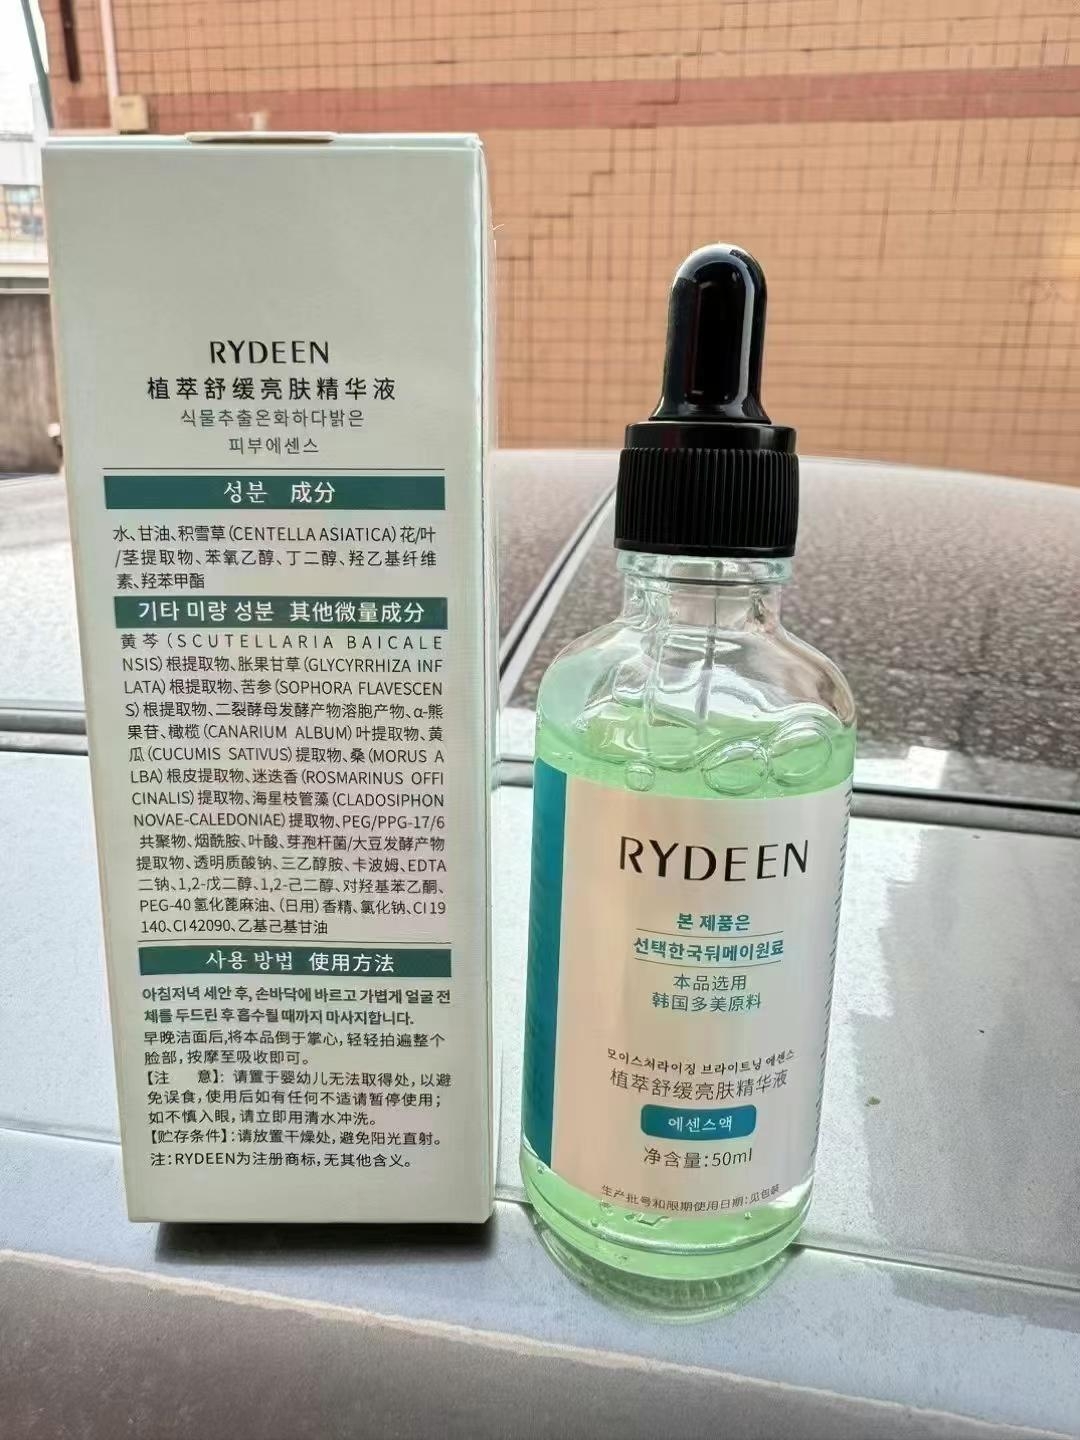 RYDEEN
植萃舒缓亮肤精华液
식물추출온화하다밝은
피부에센스
성분 成分
水、甘油、积雪草(CENTELLA ASIATICA)花/叶
/茎提取物、苯氧乙醇、丁二醇、羟乙基纤维
素、羟苯甲酯
기타 미량 성분 其他微量成分
黄芩(SCUTELLARIA BAICALE
NSIS)根提取物、胀果甘草(GLYCYRRHIZA INF
LATA)根提取物、苦参(SOPHORA FLAVESCEN
S)根提取物、二裂酵母发酵产物溶胞产物、α-熊
果苷、橄榄(CANARIUM ALBUM)叶提取物、黄
瓜(CUCUMIS SATIVUS)提取物、桑(MORUS A
LBA)根皮提取物、迷迭香(ROSMARINUS OFFI
CINALIS)提取物、海星枝管藻(CLADOSIPHON
NOVAE-CALEDONIAE)提取物、PEG/PPG-17/6
共聚物、烟酰胺、叶酸、芽孢杆菌/大豆发酵产物
提取物、透明质酸钠、三乙醇胺、卡波姆、EDTA
二钠、1,2-戊二醇、1,2-己二醇、对羟基苯乙酮、
PEG-40氢化蓖麻油、(日用)香精、氯化钠、CI 19
140、CI 42090、乙基己基甘油
사용 방법 使用方法
아침저녁 세안 후, 손바닥에 바르고 가볍게 얼굴 전
체를 두드린 후 흡수될 때까지 마사지합니다.
早晚洁面后,将本品倒于掌心,轻轻拍遍整个
脸部,按摩至吸收即可。
【注 意】: 请置于婴幼儿无法取得处,以避
免误食,使用后如有任何不适请暂停使用;
如不慎入眼,请立即用清水冲洗。
【贮存条件】:请放置干燥处,避免阳光直射。
注:RYDEEN为注册商标,无其他含义。
RYDEEN
본 제품은
선택한국뒤메이원료
本品选用
韩国多美原料
모이스처라이징 브라이트닝 에센스
植萃舒缓亮肤精华液
에센스액
净含量:50ml
生产批号和限期使用日期:见包装